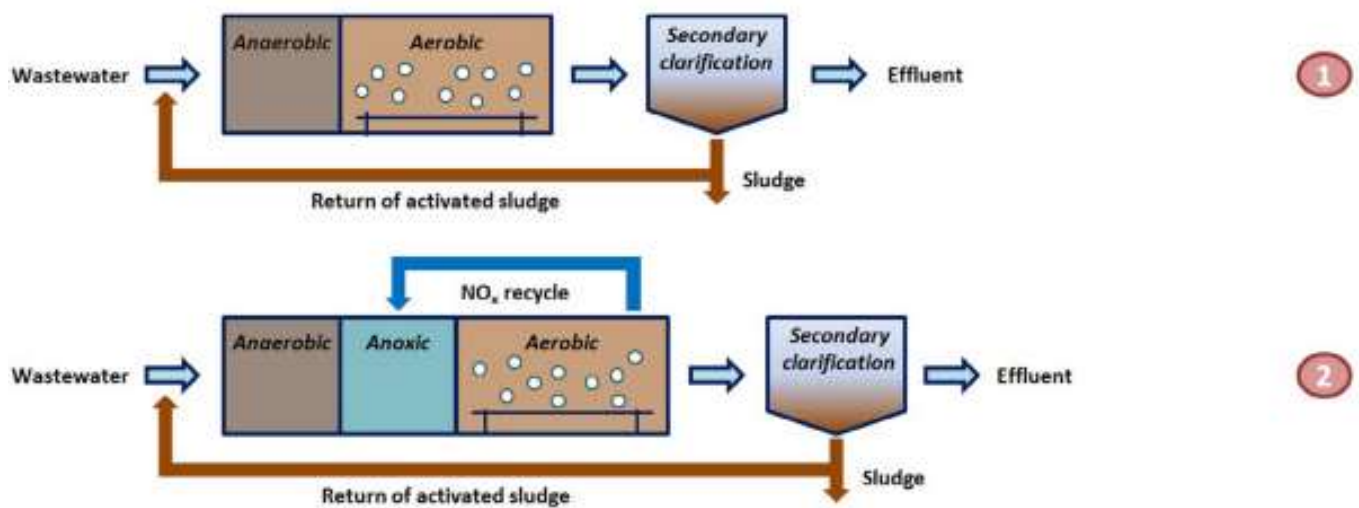 Anaerobic
Aerobic
Secondary
clarification
Wastewater
Effluent
1
Sludge
Return of activated sludge
NOx recycle
Anaerobic
Anoxic
Aerobic
Secondary
clarification
Wastewater
Effluent
2
Sludge
Return of activated sludge